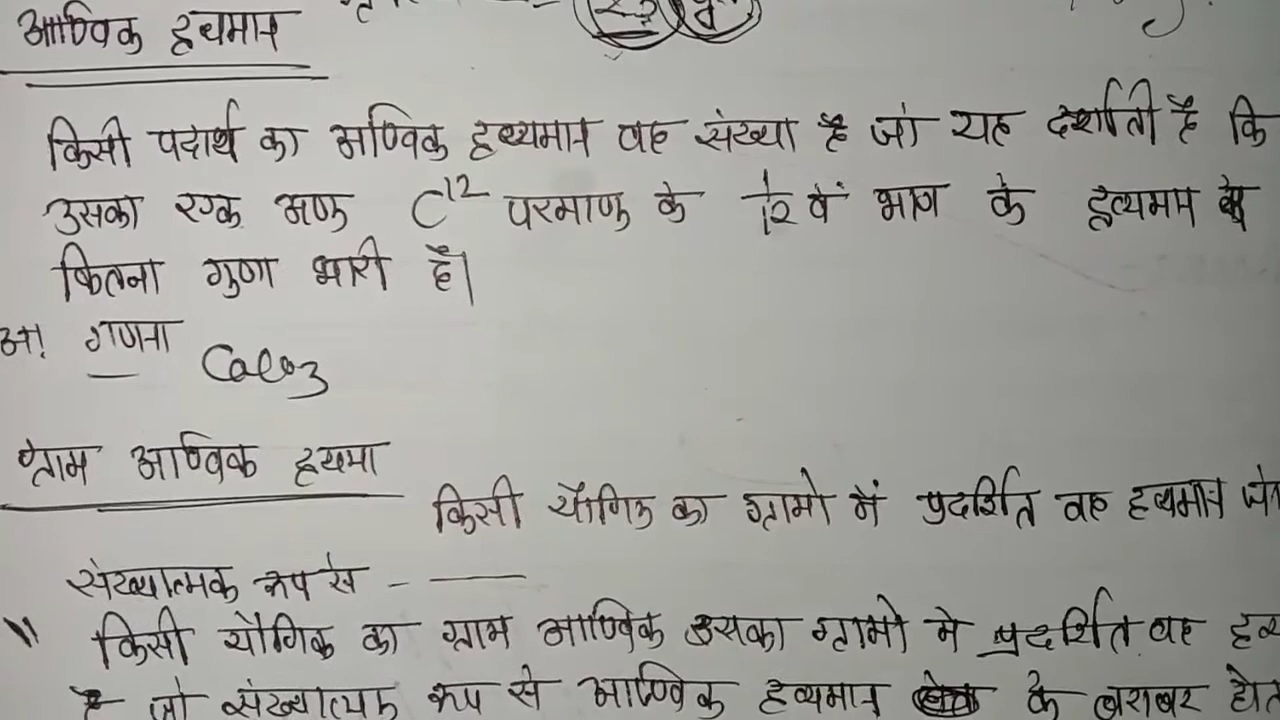 आण्विक द्रव्यमान
किसी पदार्थ का अण्विक द्रव्यमान वह संख्या है जो यह दर्शाती है कि
उसका एक अणु C¹² परमाणु के 1/12 वें भाग के द्रव्यमान से
कितना गुणा भारी है।
गणना CaCO3
ग्राम आण्विक द्रव्यमा
किसी यौगिक का ग्रामो में प्रदर्शित वह द्रव्यमान जो
संख्यात्मक रूप से - ——
" किसी यौगिक का ग्राम आण्विक उसका ग्रामो मे प्रदर्शित वह द्रव्य
है जो संख्यात्मक रूप से आण्विक द्रव्यमान के बराबर होत